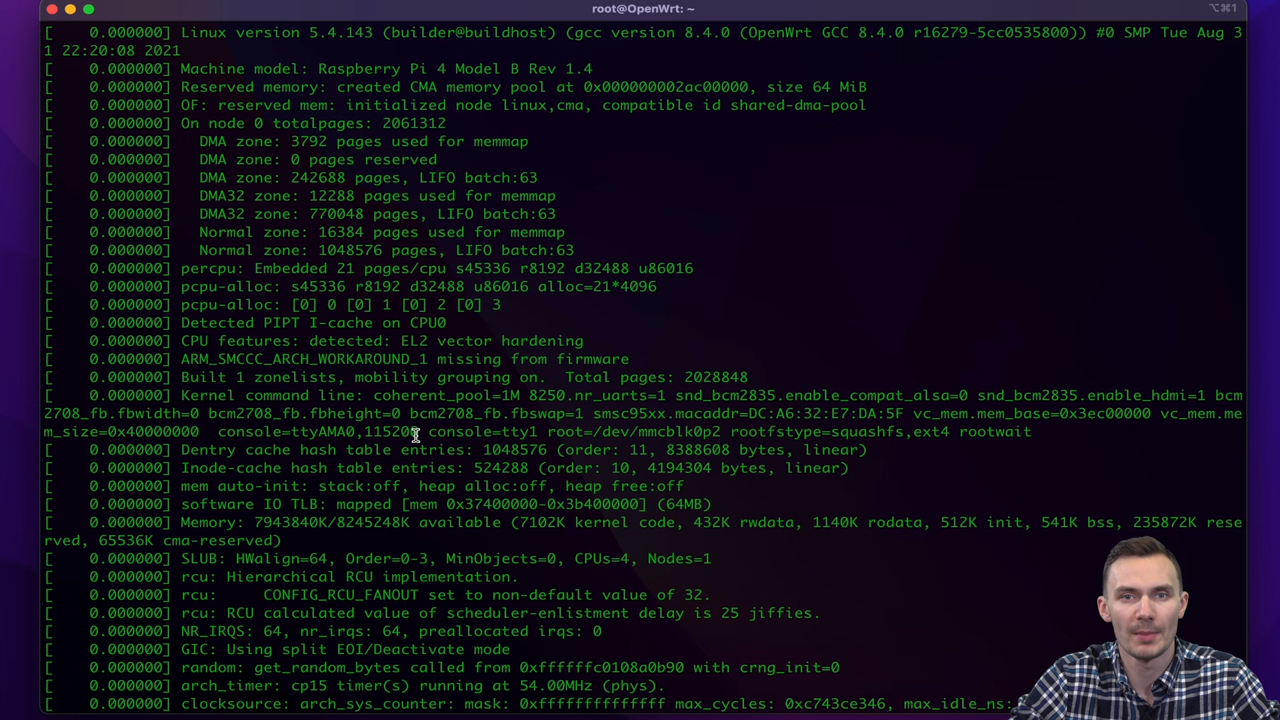 root@OpenWrt: ~
⌥⌘1
[    0.000000] Linux version 5.4.143 (builder@buildhost) (gcc version 8.4.0 (OpenWrt GCC 8.4.0 r16279-5cc0535800)) #0 SMP Tue Aug 3
1 22:20:08 2021
[    0.000000] Machine model: Raspberry Pi 4 Model B Rev 1.4
[    0.000000] Reserved memory: created CMA memory pool at 0x000000002ac00000, size 64 MiB
[    0.000000] OF: reserved mem: initialized node linux,cma, compatible id shared-dma-pool
[    0.000000] On node 0 totalpages: 2061312
[    0.000000]   DMA zone: 3792 pages used for memmap
[    0.000000]   DMA zone: 0 pages reserved
[    0.000000]   DMA zone: 242688 pages, LIFO batch:63
[    0.000000]   DMA32 zone: 12288 pages used for memmap
[    0.000000]   DMA32 zone: 770048 pages, LIFO batch:63
[    0.000000]   Normal zone: 16384 pages used for memmap
[    0.000000]   Normal zone: 1048576 pages, LIFO batch:63
[    0.000000] percpu: Embedded 21 pages/cpu s45336 r8192 d32488 u86016
[    0.000000] pcpu-alloc: s45336 r8192 d32488 u86016 alloc=21*4096
[    0.000000] pcpu-alloc: [0] 0 [0] 1 [0] 2 [0] 3
[    0.000000] Detected PIPT I-cache on CPU0
[    0.000000] CPU features: detected: EL2 vector hardening
[    0.000000] ARM_SMCCC_ARCH_WORKAROUND_1 missing from firmware
[    0.000000] Built 1 zonelists, mobility grouping on.  Total pages: 2028848
[    0.000000] Kernel command line: coherent_pool=1M 8250.nr_uarts=1 snd_bcm2835.enable_compat_alsa=0 snd_bcm2835.enable_hdmi=1 bcm
2708_fb.fbwidth=0 bcm2708_fb.fbheight=0 bcm2708_fb.fbswap=1 smsc95xx.macaddr=DC:A6:32:E7:DA:5F vc_mem.mem_base=0x3ec00000 vc_mem.me
m_size=0x40000000  console=ttyAMA0,115200 console=tty1 root=/dev/mmcblk0p2 rootfstype=squashfs,ext4 rootwait
[    0.000000] Dentry cache hash table entries: 1048576 (order: 11, 8388608 bytes, linear)
[    0.000000] Inode-cache hash table entries: 524288 (order: 10, 4194304 bytes, linear)
[    0.000000] mem auto-init: stack:off, heap alloc:off, heap free:off
[    0.000000] software IO TLB: mapped [mem 0x37400000-0x3b400000] (64MB)
[    0.000000] Memory: 7943840K/8245248K available (7102K kernel code, 432K rwdata, 1140K rodata, 512K init, 541K bss, 235872K rese
rved, 65536K cma-reserved)
[    0.000000] SLUB: HWalign=64, Order=0-3, MinObjects=0, CPUs=4, Nodes=1
[    0.000000] rcu: Hierarchical RCU implementation.
[    0.000000] rcu:     CONFIG_RCU_FANOUT set to non-default value of 32.
[    0.000000] rcu: RCU calculated value of scheduler-enlistment delay is 25 jiffies.
[    0.000000] NR_IRQS: 64, nr_irqs: 64, preallocated irqs: 0
[    0.000000] GIC: Using split EOI/Deactivate mode
[    0.000000] random: get_random_bytes called from 0xffffffc0108a0b90 with crng_init=0
[    0.000000] arch_timer: cp15 timer(s) running at 54.00MHz (phys).
[    0.000000] clocksource: arch_sys_counter: mask: 0xffffffffffffff max_cycles: 0xc743ce346, max_idle_ns: